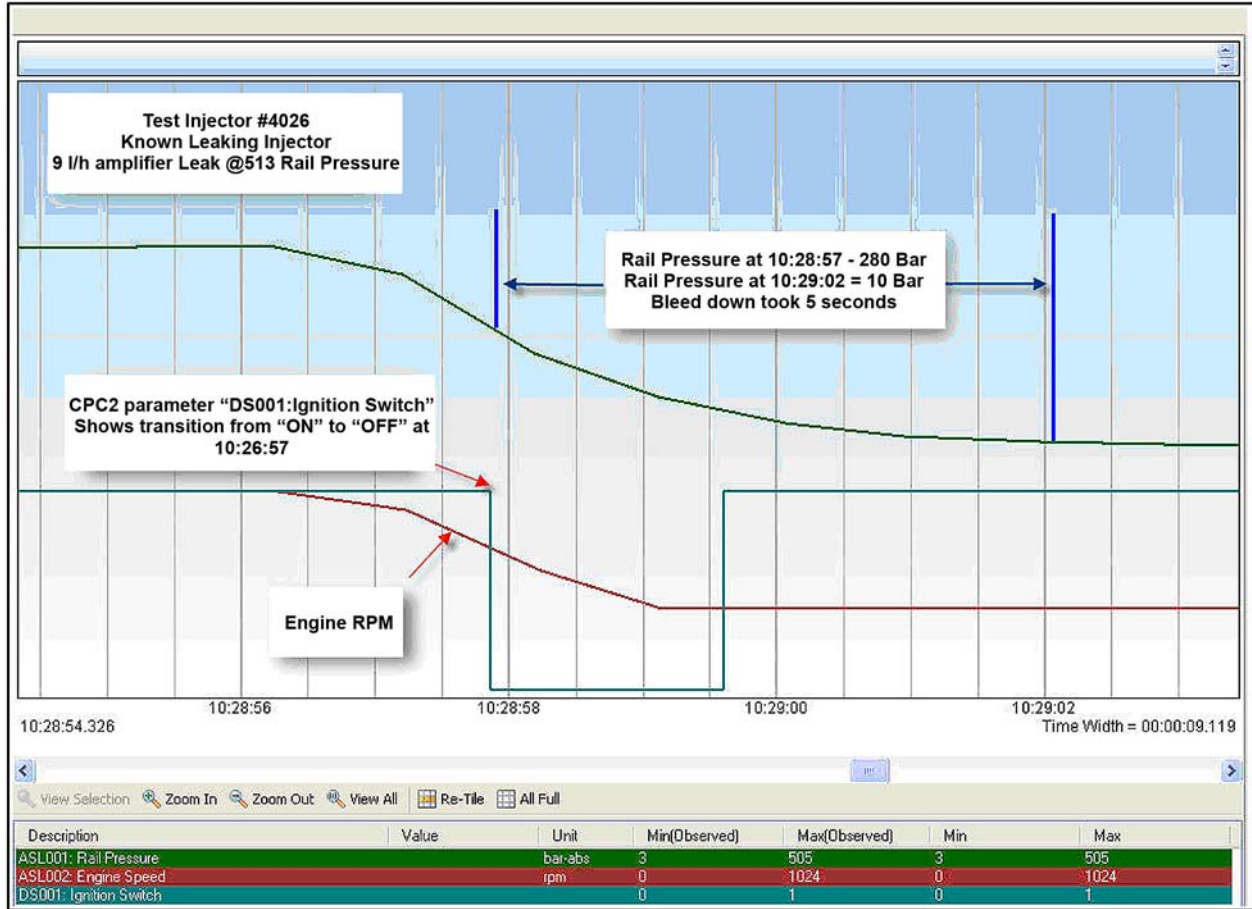 Test Injector #4026
Known Leaking Injector
9 l/h amplifier Leak @513 Rail Pressure
Rail Pressure at 10:28:57 - 280 Bar
Rail Pressure at 10:29:02 = 10 Bar
Bleed down took 5 seconds
CPC2 parameter “DS001:Ignition Switch”
Shows transition from “ON” to “OFF” at
10:26:57
Engine RPM
10:28:56 10:28:58 10:29:00 10:29:02
10:28:54.326 Time Width = 00:00:09.119
View Selection Zoom In Zoom Out View All Re-Tile All Full
Description Value Unit Min(Observed) Max(Observed) Min Max
ASL001: Rail Pressure bar-abs 3 505 3 505
ASL002: Engine Speed rpm 0 1024 0 1024
DS001: Ignition Switch 0 1 0 1